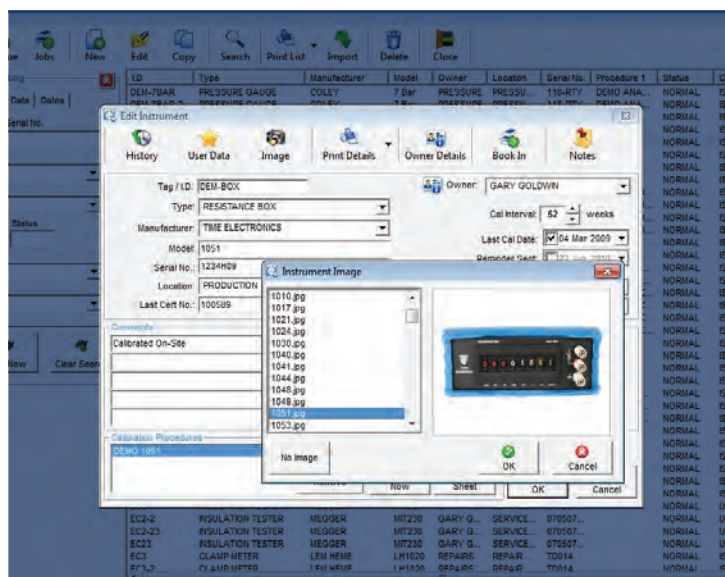 Jobs New Edit Copy Search Print List Import Delete Close
I.D Type Manufacturer Model Owner Location Serial No. Procedure 1 Status
DEM-7BAR PRESSURE GAUGE COLEY 7 Bar PRESSURE PRESSU... 118-RTY DEMO ANA... NORMAL
Data Dates
Serial No.
Status
Now Clear Sear
Edit Instrument
History User Data Image Print Details Owner Details Book In Notes
Tag / I.D: DEM-BOX
Owner: GARY GOLDWIN
Type: RESISTANCE BOX
Cal Interval: 52 weeks
Manufacturer: TIME ELECTRONICS
Last Cal Date: 04 Mar 2009
Model: 1051
Reminder Sent:
Serial No.: 1234H09
Location: PRODUCTION
Last Cert No.: 100589
Comments
Calibrated On-Site
Calibration Procedures
DEMO 1051
Now Sheet
OK Cancel
Instrument Image
1010.jpg
1017.jpg
1021.jpg
1024.jpg
1030.jpg
1040.jpg
1041.jpg
1044.jpg
1048.jpg
1049.jpg
1051.jpg
1053.jpg
No Image
OK Cancel
EC2-2 INSULATION TESTER MEGGER MIT230 GARY G... SERVICE... 070507... NORMAL
EC2-23 INSULATION TESTER MEGGER MIT230 GARY G... SERVICE... 070507... NORMAL
EC23 INSULATION TESTER MEGGER MIT230 GARY G... SERVICE... 070507... NORMAL
EC3 CLAMP METER LEM HEME LH1020 REPAIRS REPAIR TD014 NORMAL